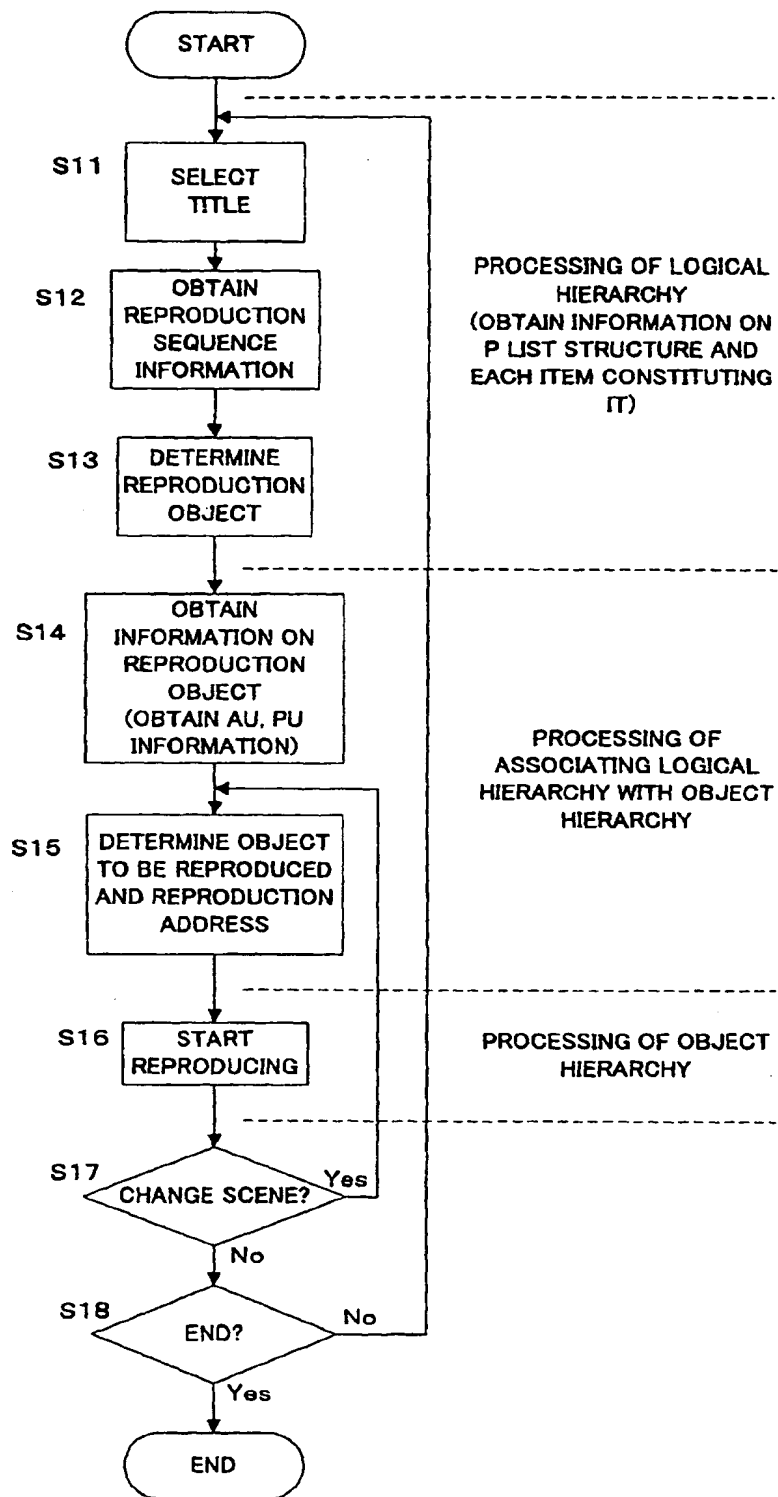 START
S11
SELECT
TITLE
S12
OBTAIN
REPRODUCTION
SEQUENCE
INFORMATION
PROCESSING OF LOGICAL
HIERARCHY
(OBTAIN INFORMATION ON
P LIST STRUCTURE AND
EACH ITEM CONSTITUTING
IT)
S13
DETERMINE
REPRODUCTION
OBJECT
S14
OBTAIN
INFORMATION ON
REPRODUCTION
OBJECT
(OBTAIN AU, PU
INFORMATION)
PROCESSING OF
ASSOCIATING LOGICAL
HIERARCHY WITH OBJECT
HIERARCHY
S15
DETERMINE OBJECT
TO BE REPRODUCED
AND REPRODUCTION
ADDRESS
S16
START
REPRODUCING
PROCESSING OF OBJECT
HIERARCHY
S17
CHANGE SCENE?
Yes
No
S18
END?
No
Yes
END